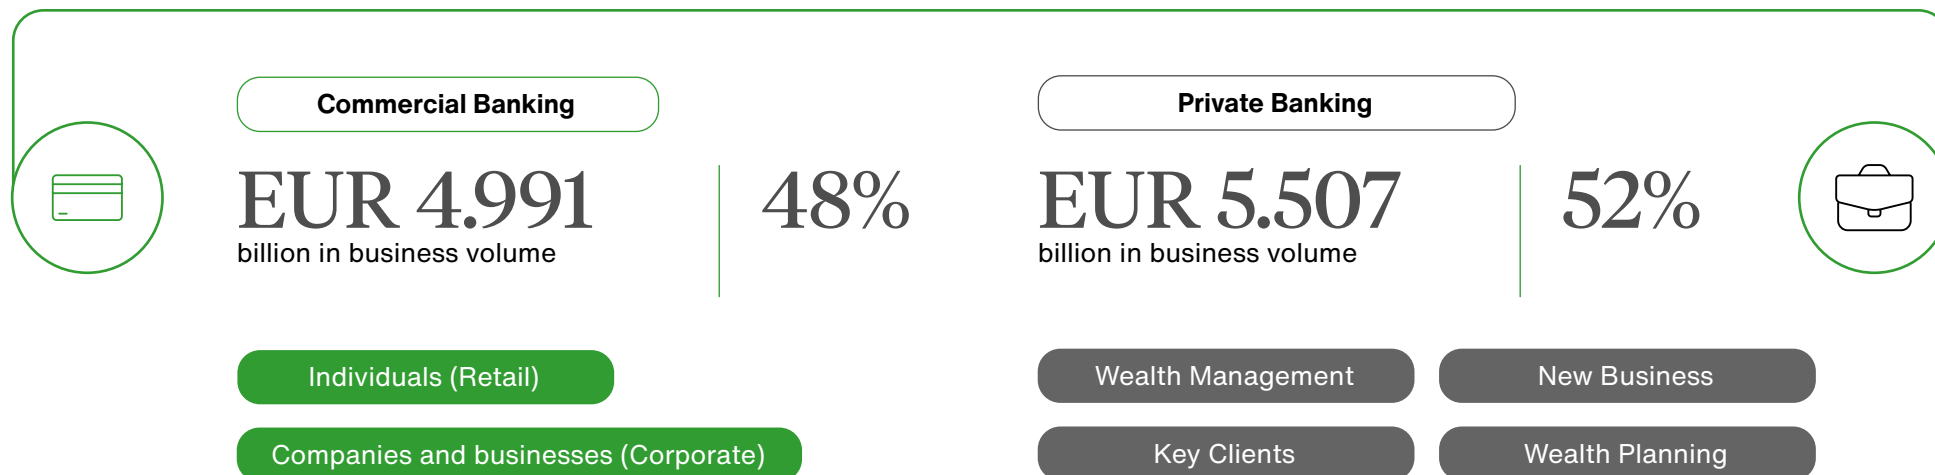 Commercial Banking
EUR 4.991
billion in business volume
48%
Individuals (Retail)
Companies and businesses (Corporate)
Private Banking
EUR 5.507
billion in business volume
52%
Wealth Management
New Business
Key Clients
Wealth Planning